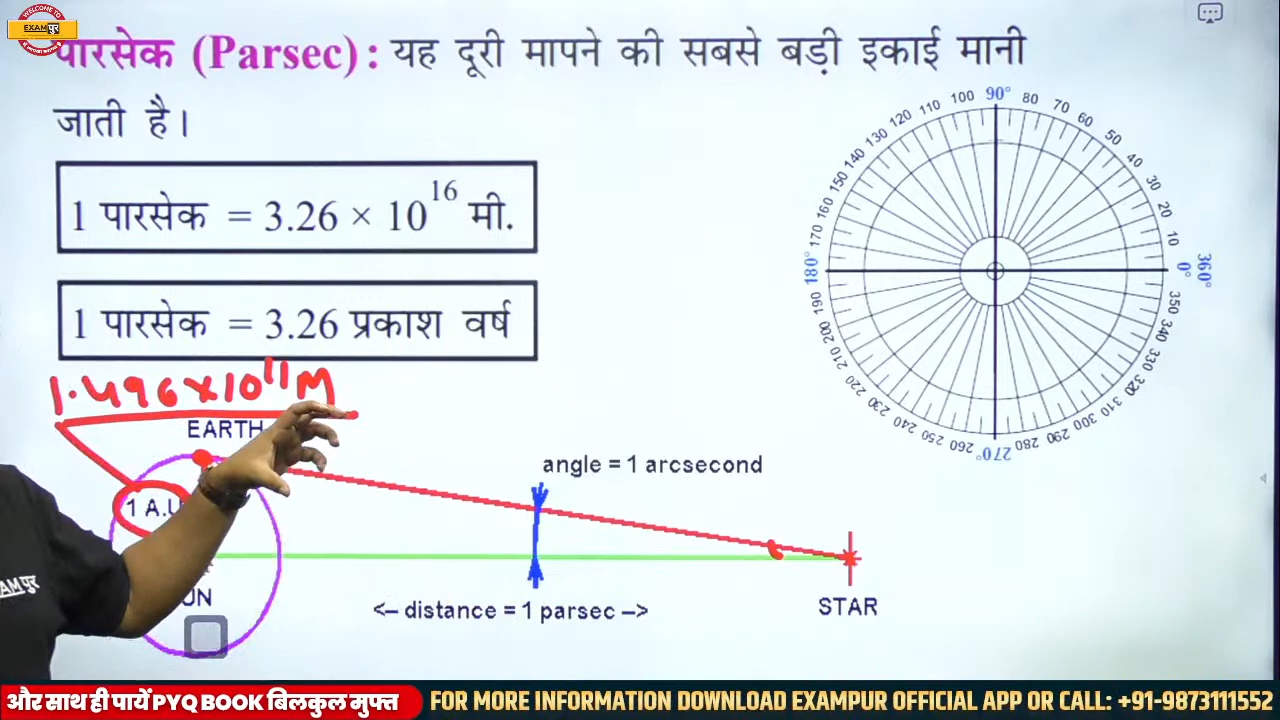 WELCOME TO
EXAMपुर
पारसेक (Parsec) : यह दूरी मापने की सबसे बड़ी इकाई मानी
जाती है।
1 पारसेक = 3.26 × 10^16 मी.
1 पारसेक = 3.26 प्रकाश वर्ष
1.496×10^11 M
EARTH
1 A.U
angle = 1 arcsecond
<– distance = 1 parsec –>
STAR
90° 80 70 60 50 40 30 20 10 0° 360°
100 110 120 130 140 150 160 170 180°
190 200 210 220 230 240 250 260 270°
280 290 300 310 320 330 340 350
AMपुर
और साथ ही पायें PYQ BOOK बिलकुल मुफ्त
FOR MORE INFORMATION DOWNLOAD EXAMPUR OFFICIAL APP OR CALL: +91-9873111552